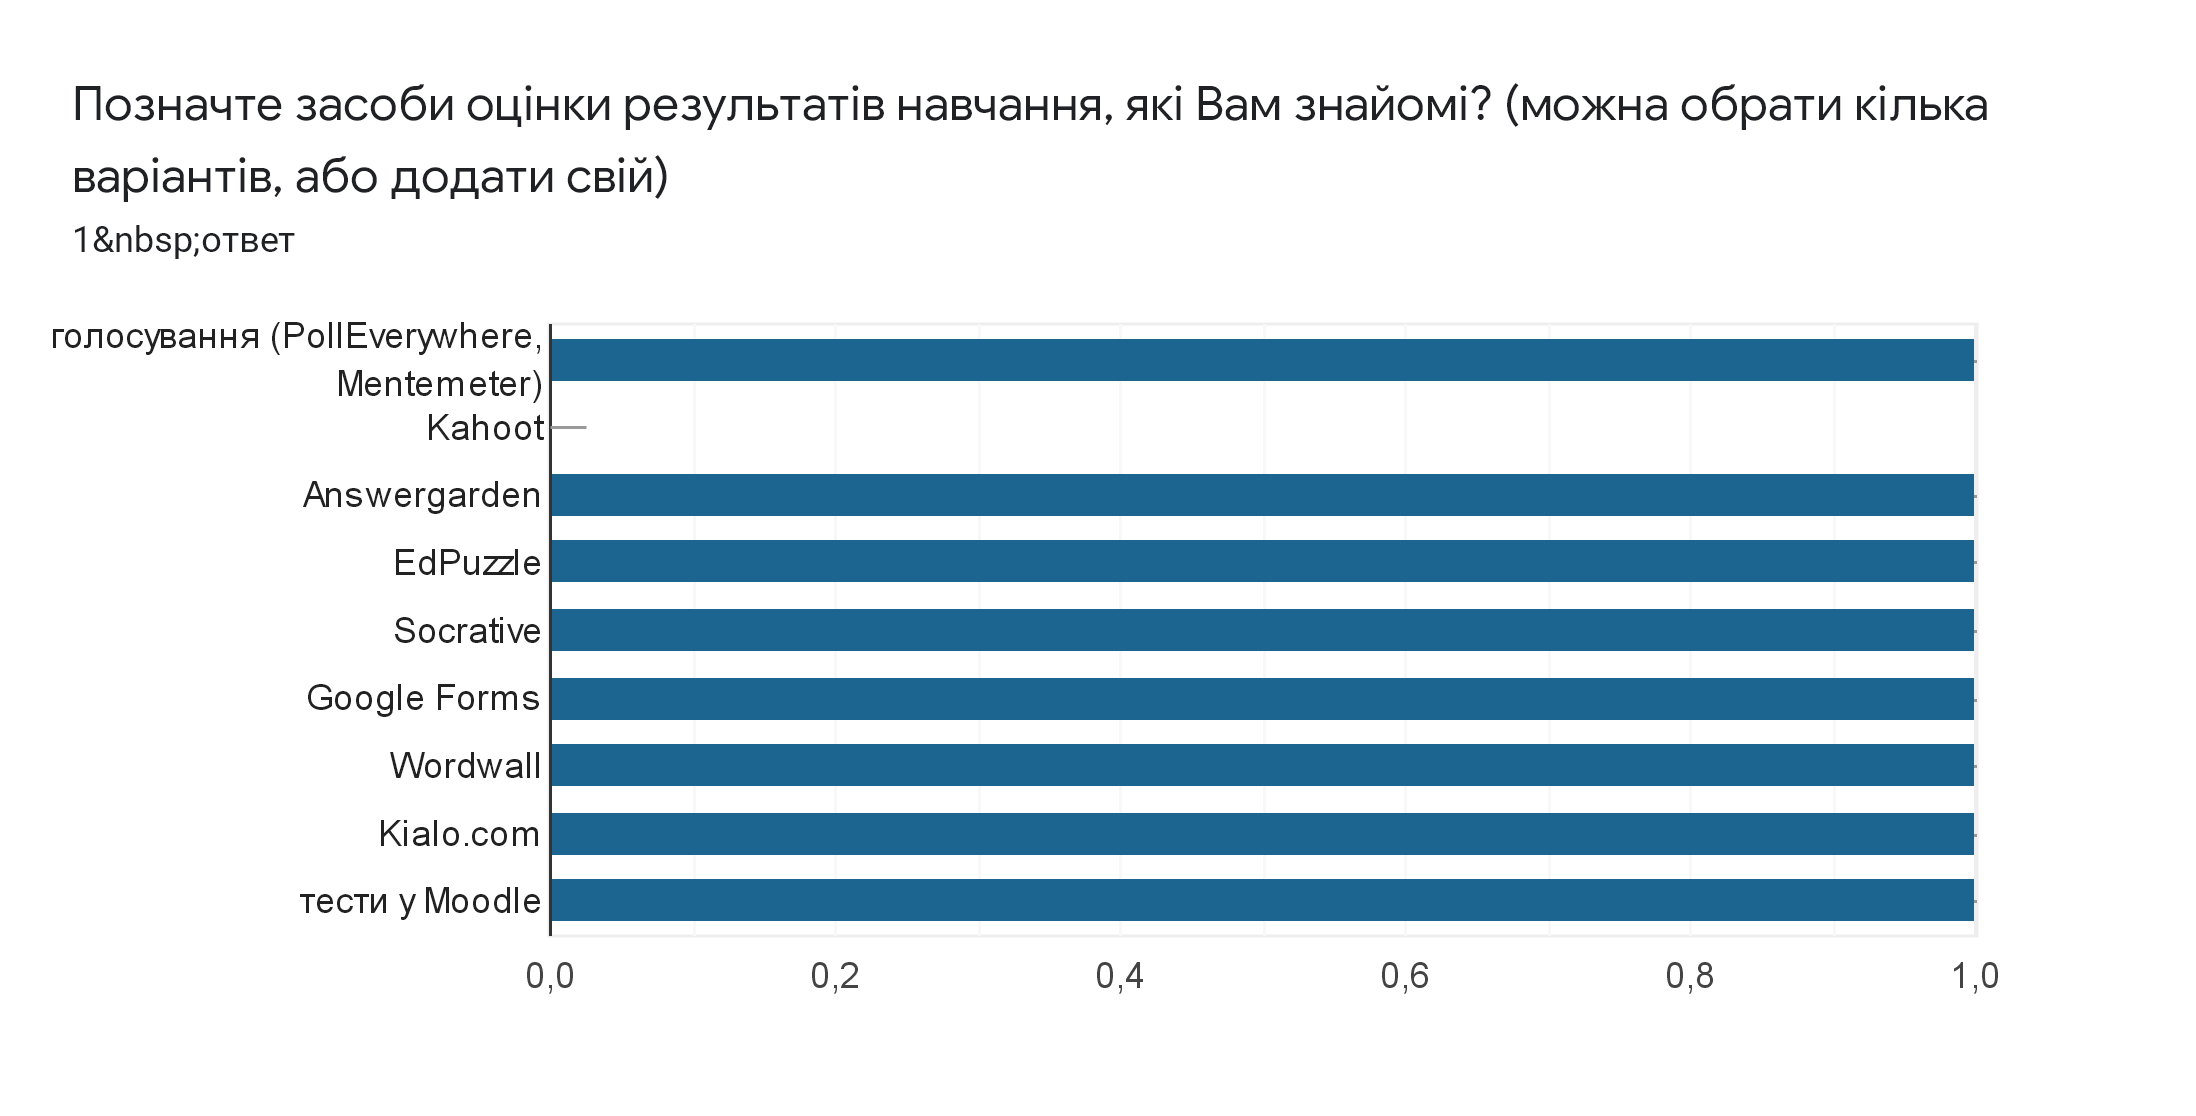 Позначте засоби оцінки результатів навчання, які Вам знайомі? (можна обрати кілька
варіантів, або додати свій)
1&nbsp;ответ
голосування (PollEverywhere,
Mentemeter)
Kahoot
Answergarden
EdPuzzle
Socrative
Google Forms
Wordwall
Kialo.com
тести у Moodle
0,0 0,2 0,4 0,6 0,8 1,0